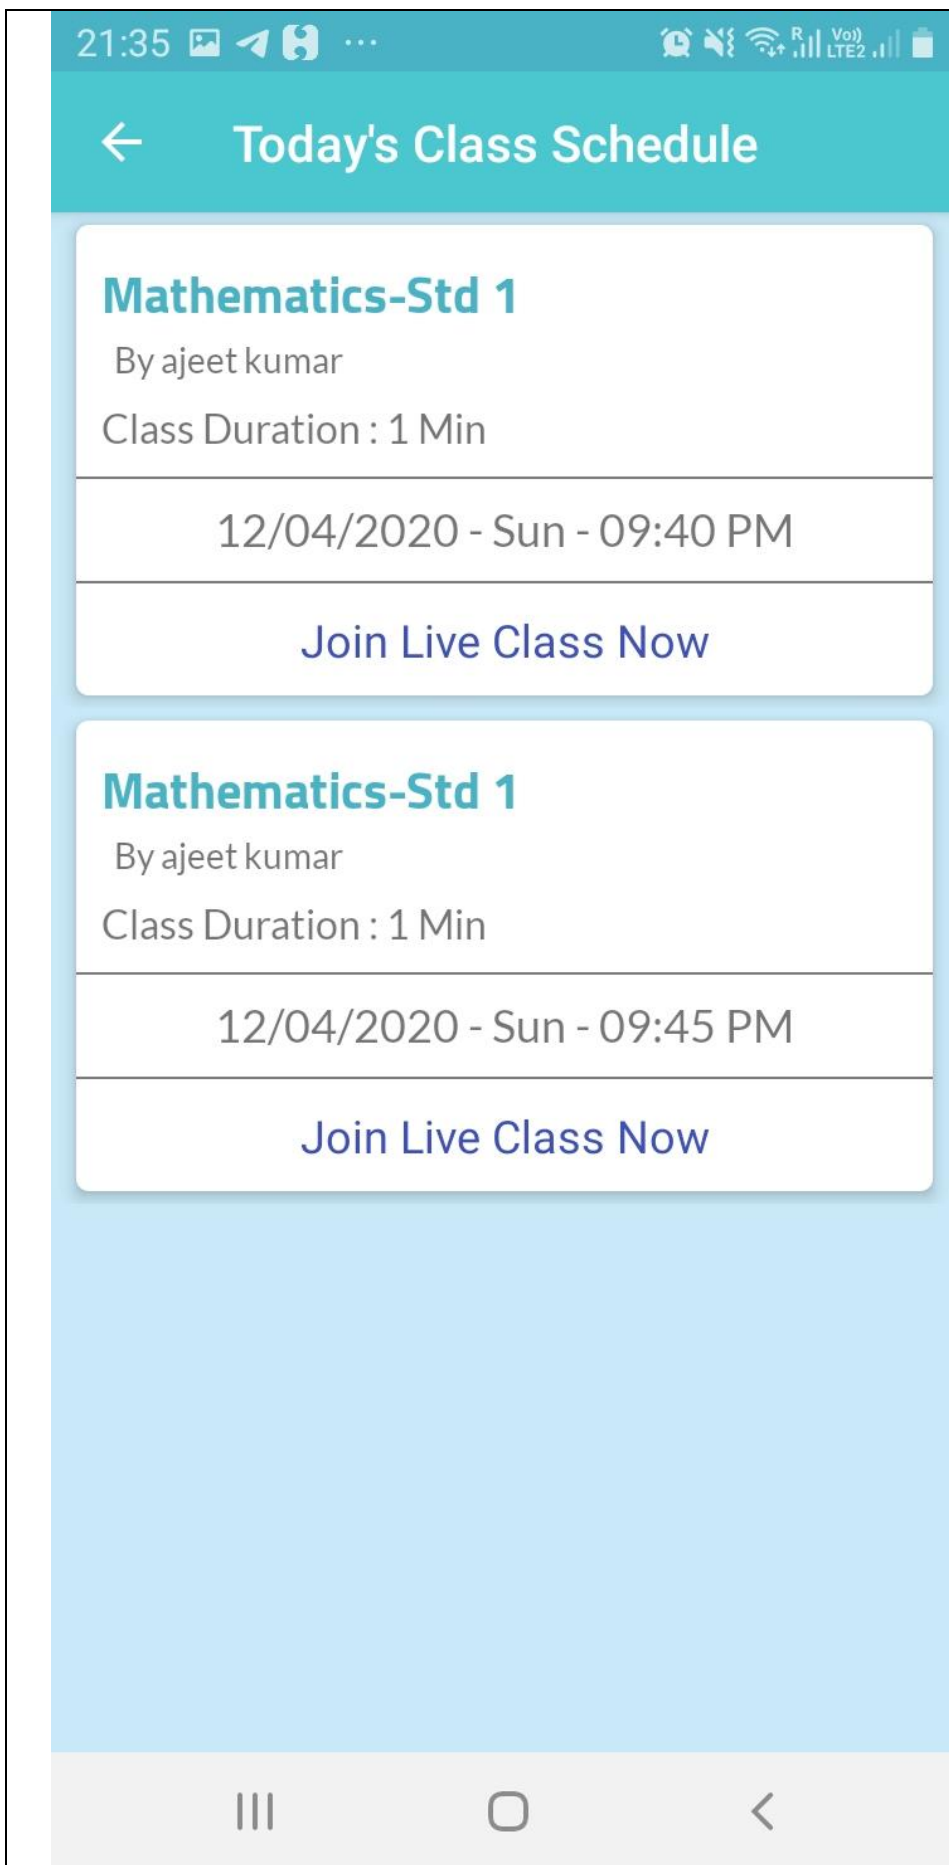 21:35
R Vo))
LTE2
Today's Class Schedule
Mathematics-Std 1
By ajeet kumar
Class Duration : 1 Min
12/04/2020 - Sun - 09:40 PM
Join Live Class Now
Mathematics-Std 1
By ajeet kumar
Class Duration : 1 Min
12/04/2020 - Sun - 09:45 PM
Join Live Class Now